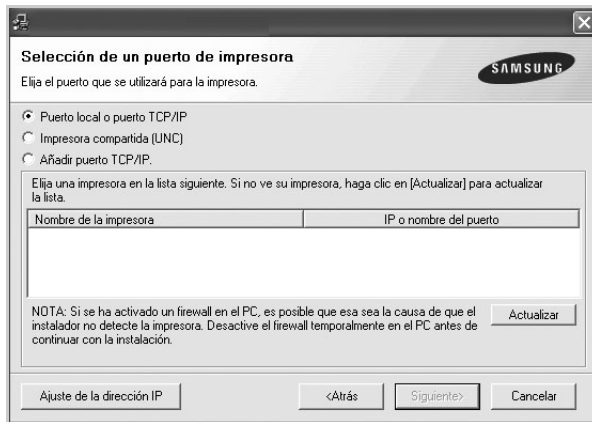 Selección de un puerto de impresora
Elija el puerto que se utilizará para la impresora.
SAMSUNG
Puerto local o puerto TCP/IP
Impresora compartida (UNC)
Añadir puerto TCP/IP.
Elija una impresora en la lista siguiente. Si no ve su impresora, haga clic en [Actualizar] para actualizar
la lista.
Nombre de la impresora IP o nombre del puerto
NOTA: Si se ha activado un firewall en el PC, es posible que esa sea la causa de que el
instalador no detecte la impresora. Desactive el firewall temporalmente en el PC antes de
continuar con la instalación.
Actualizar
Ajuste de la dirección IP <Atrás Siguiente> Cancelar